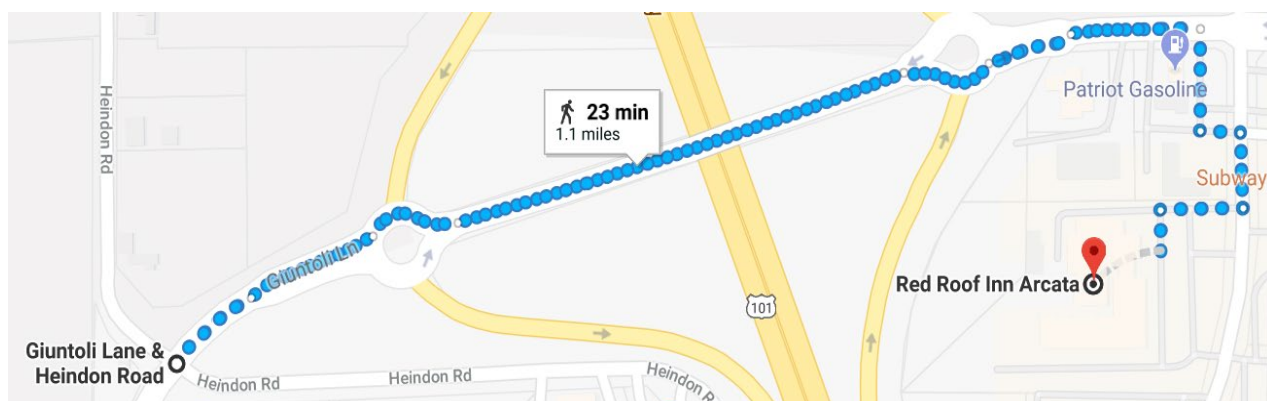 Heindon Rd
23 min
1.1 miles
Patriot Gasoline
Subway
Giuntoli Ln
Red Roof Inn Arcata
101
Giuntoli Lane &
Heindon Road
Heindon Rd
Heindon Rd
Heindon Rd